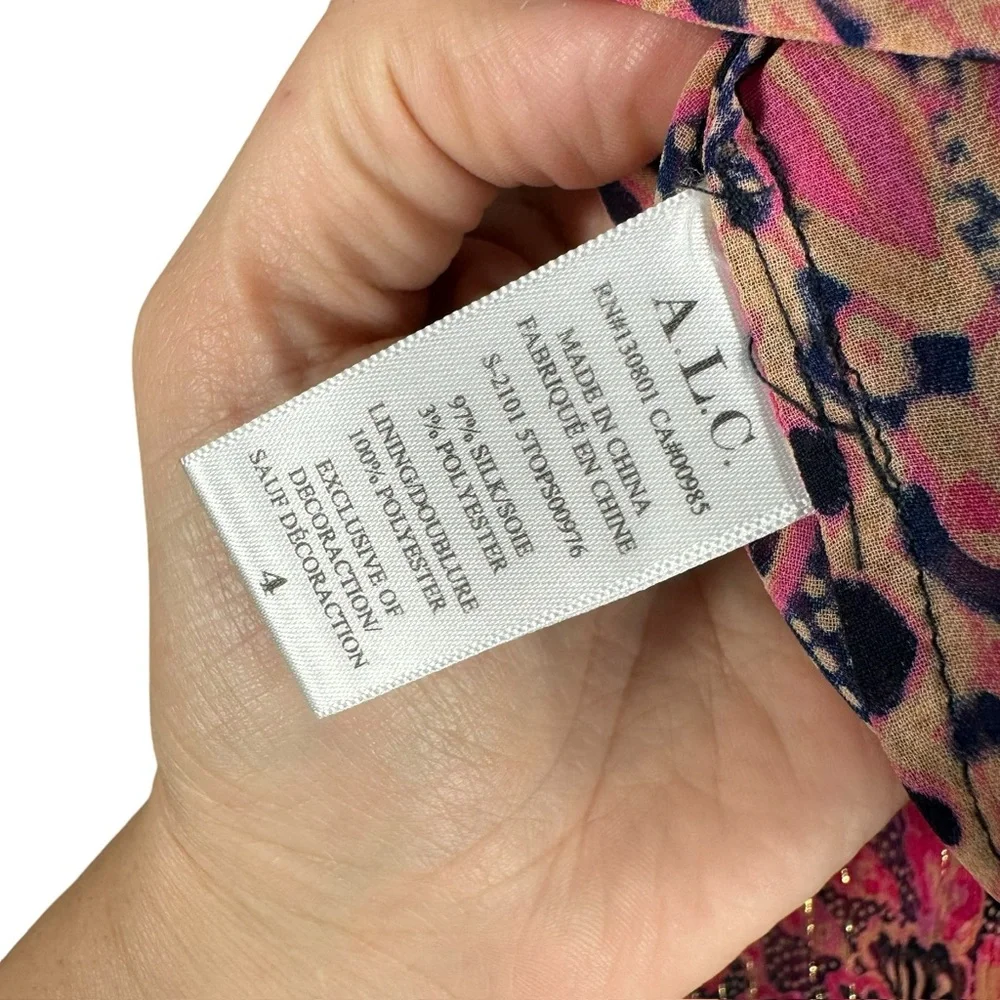 A.L.C.
RN#130801 CA#00985
MADE IN CHINA
FABRIQUÉ EN CHINE
S-2101 5TOPS00976
97% SILK/SOIE
3% POLYESTER
LINING/DOUBLURE
100% POLYESTER
EXCLUSIVE OF
DECORACTION/
SAUF DÉCORACTION
4